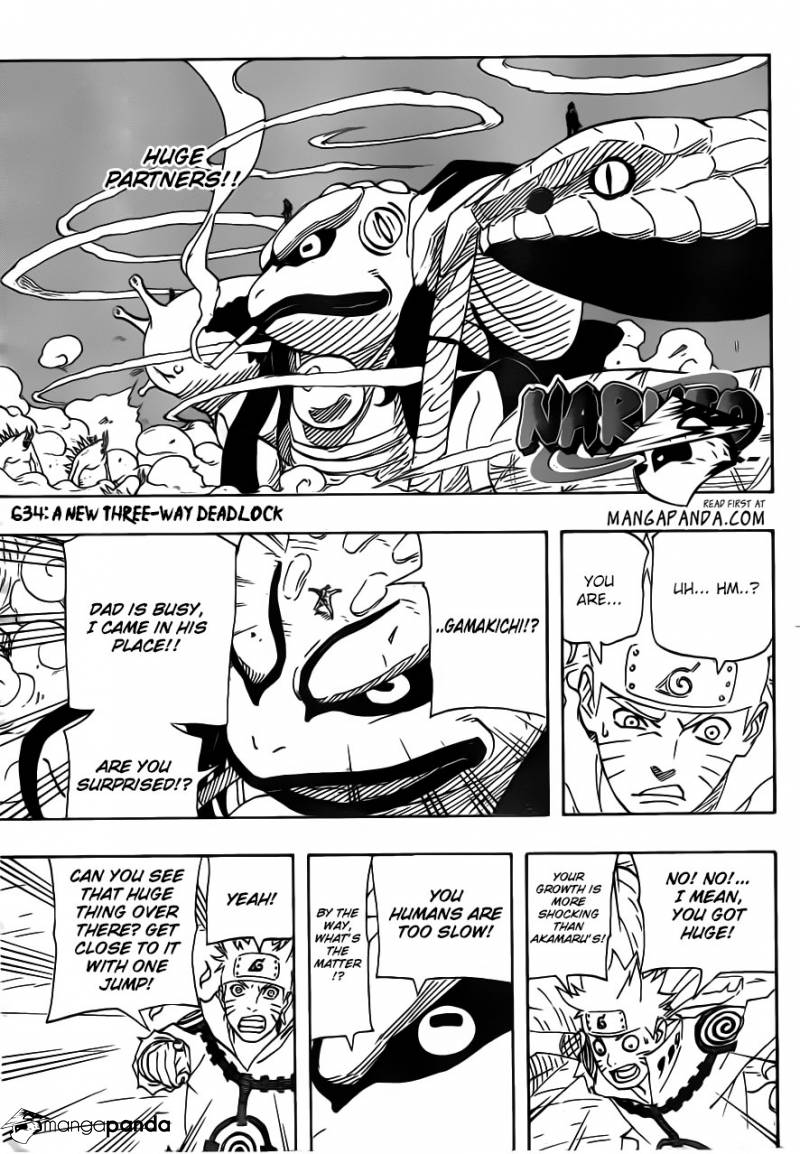 HUGE
PARTNERS!!
NARUTO
634: A NEW THREE-WAY DEADLOCK
READ FIRST AT
MANGAPANDA.COM
UH... HM..?
YOU
ARE...
..GAMAKICHI!?
DAD IS BUSY,
I CAME IN HIS
PLACE!!
ARE YOU
SURPRISED!?
NO! NO!...
I MEAN,
YOU GOT
HUGE!
YOUR
GROWTH IS
MORE
SHOCKING
THAN
AKAMARU'S!
YOU
HUMANS ARE
TOO SLOW!
BY THE
WAY,
WHAT'S
THE
MATTER
!?
YEAH!
CAN YOU SEE
THAT HUGE
THING OVER
THERE? GET
CLOSE TO IT
WITH ONE
JUMP!
mangapanda